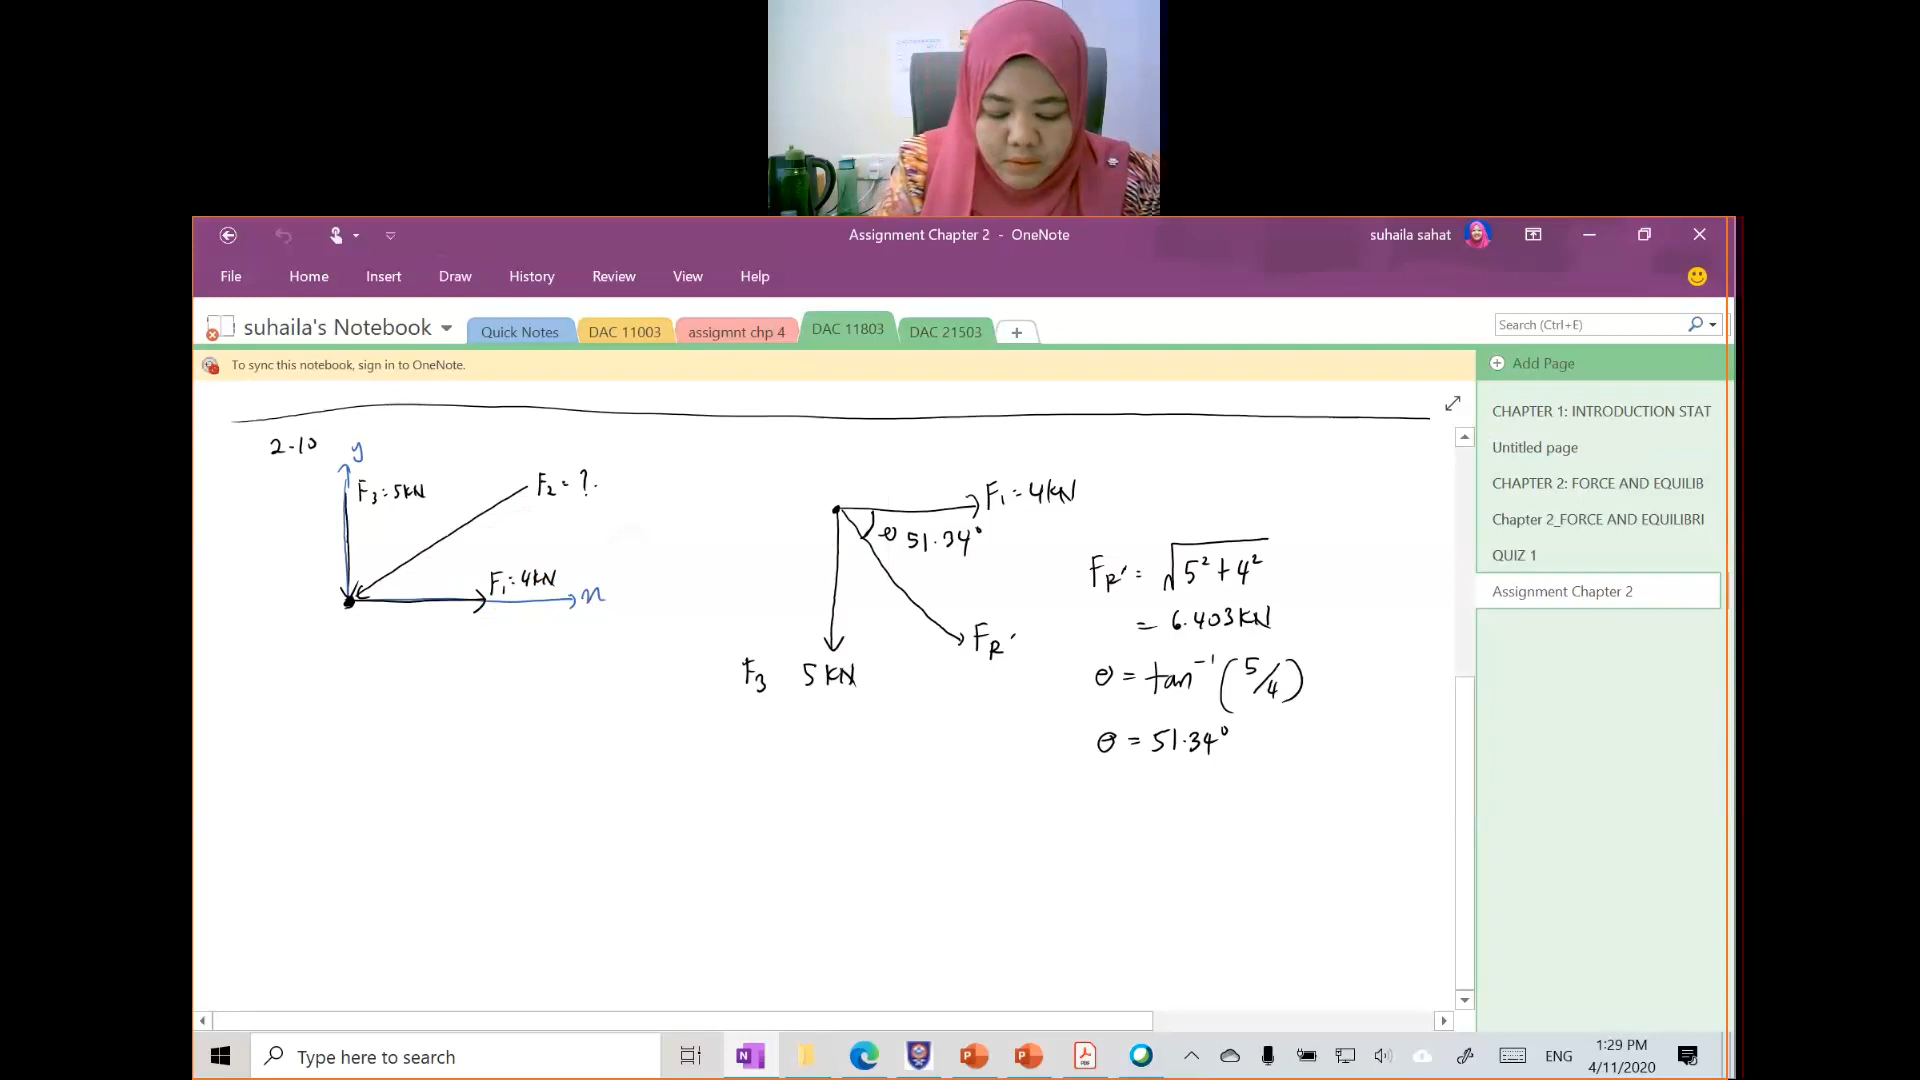 Assignment Chapter 2 - OneNote
suhaila sahat
File Home Insert Draw History Review View Help
suhaila's Notebook
Quick Notes
DAC 11003
assigmnt chp 4
DAC 11803
DAC 21503
+
Search (Ctrl+E)
To sync this notebook, sign in to OneNote.
Add Page
CHAPTER 1: INTRODUCTION STAT
Untitled page
CHAPTER 2: FORCE AND EQUILIB
Chapter 2_FORCE AND EQUILIBRI
QUIZ 1
Assignment Chapter 2
2-10
y
F₃ = 5kN
F₂ = ?
F₁ = 4kN
x
F₁ = 4kN
θ 51.34°
F_R'
F₃ 5 kN
F_R' = √5² + 4²
= 6.403kN
θ = tan⁻¹ (5/4)
θ = 51.34°
Type here to search
ENG
1:29 PM
4/11/2020